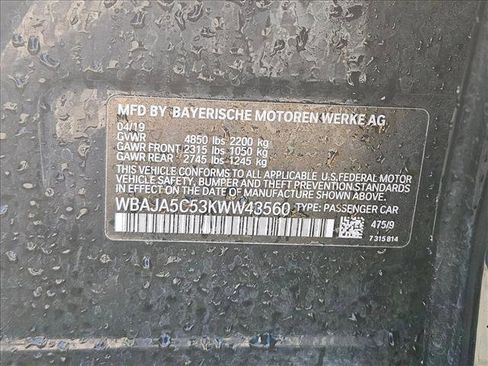 MFD BY BAYERISCHE MOTOREN WERKE AG
04/19
GVWR 4850 lbs 2200 kg
GAWR FRONT 2315 lbs 1050 kg
GAWR REAR 2745 lbs 1245 kg
THIS VEHICLE CONFORMS TO ALL APPLICABLE U.S.FEDERAL MOTOR
VEHICLE SAFETY, BUMPER, AND THEFT PREVENTION STANDARDS
IN EFFECT ON THE DATE OF MANUFACTURE SHOWN ABOVE.
WBAJA5C53KWW43560 TYPE: PASSENGER CAR
475/9
7 315 814